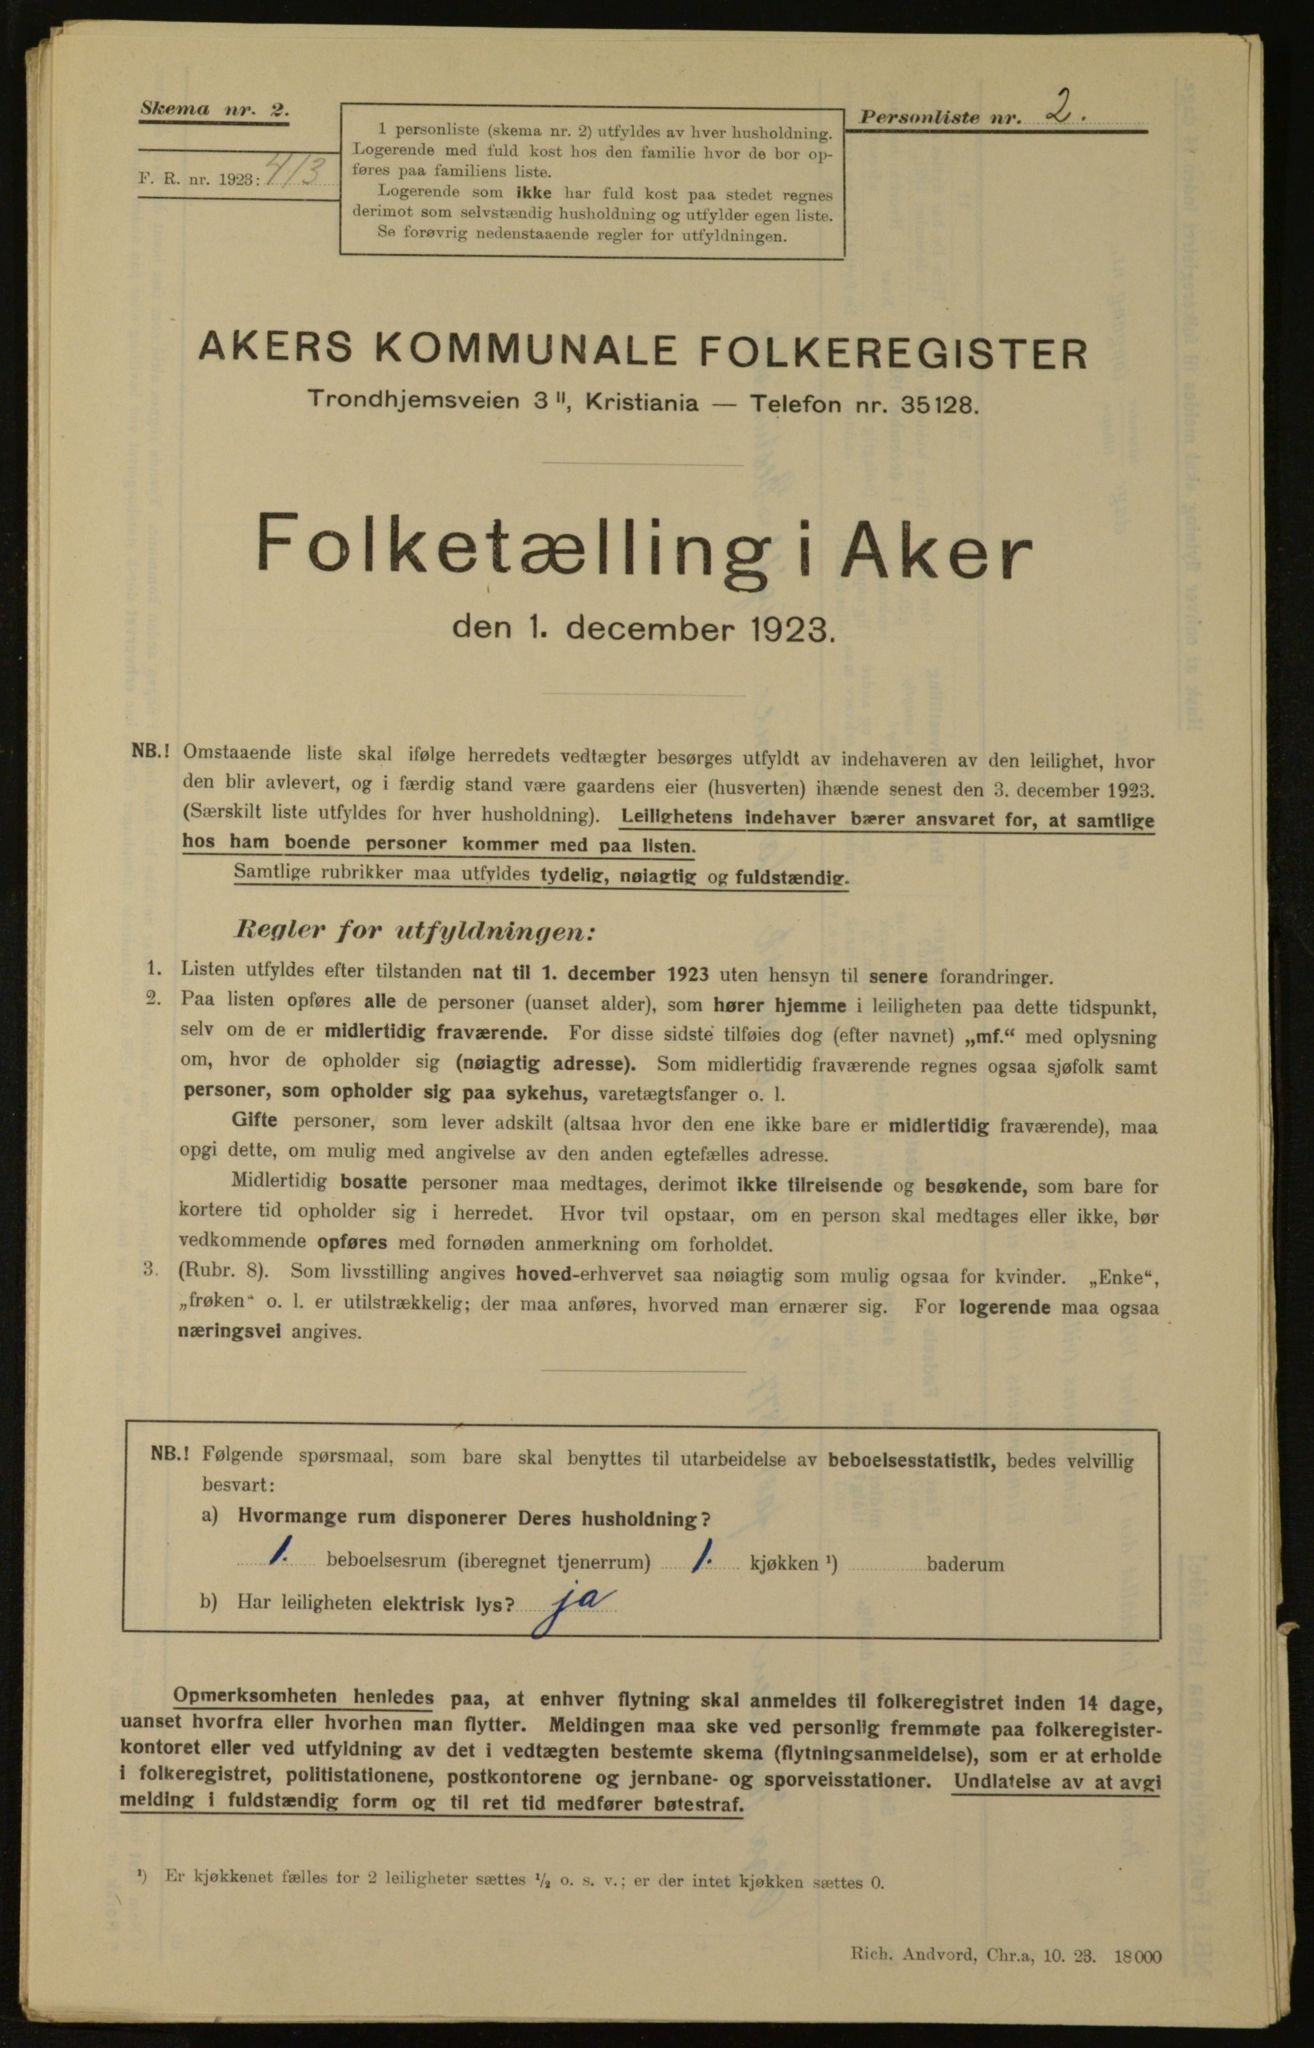 Skema nr. 2.
F. R. nr. 1923: 413
1 personliste (skema nr. 2) utfyldes av hver husholdning.
Logerende med fuld kost hos den familie hvor de bor op-
føres paa familiens liste.
Logerende som ikke har fuld kost paa stedet regnes
derimot som selvstændig husholdning og utfylder egen liste.
Se forøvrig nedenstaaende regler for utfyldningen.
Personliste nr. 2.
AKERS KOMMUNALE FOLKEREGISTER
Trondhjemsveien 3 II, Kristiania — Telefon nr. 35128.
Folketælling i Aker
den 1. december 1923.
NB.! Omstaaende liste skal ifølge herredets vedtægter besørges utfyldt av indehaveren av den leilighet, hvor
den blir avlevert, og i færdig stand være gaardens eier (husverten) ihænde senest den 3. december 1923.
(Særskilt liste utfyldes for hver husholdning). Leilighetens indehaver bærer ansvaret for, at samtlige
hos ham boende personer kommer med paa listen.
Samtlige rubrikker maa utfyldes tydelig, nøiagtig og fuldstændig.
Regler for utfyldningen:
1. Listen utfyldes efter tilstanden nat til 1. december 1923 uten hensyn til senere forandringer.
2. Paa listen opføres alle de personer (uanset alder), som hører hjemme i leiligheten paa dette tidspunkt,
selv om de er midlertidig fraværende. For disse sidste tilføies dog (efter navnet) „mf.“ med oplysning
om, hvor de opholder sig (nøiagtig adresse). Som midlertidig fraværende regnes ogsaa sjøfolk samt
personer, som opholder sig paa sykehus, varetægtsfanger o. l.
Gifte personer, som lever adskilt (altsaa hvor den ene ikke bare er midlertidig fraværende), maa
opgi dette, om mulig med angivelse av den anden egtefælles adresse.
Midlertidig bosatte personer maa medtages, derimot ikke tilreisende og besøkende, som bare for
kortere tid opholder sig i herredet. Hvor tvil opstaar, om en person skal medtages eller ikke, bør
vedkommende opføres med fornøden anmerkning om forholdet.
3. (Rubr. 8). Som livsstilling angives hoved-erhvervet saa nøiagtig som mulig ogsaa for kvinder. „Enke“,
„frøken“ o. l. er utilstrækkelig; der maa anføres, hvorved man ernærer sig. For logerende maa ogsaa
næringsvei angives.
NB.! Følgende spørsmaal, som bare skal benyttes til utarbeidelse av beboelsesstatistik, bedes velvillig
besvart:
a) Hvormange rum disponerer Deres husholdning?
1. beboelsesrum (iberegnet tjenerrum) 1. kjøkken ¹) baderum
b) Har leiligheten elektrisk lys? ja
Opmerksomheten henledes paa, at enhver flytning skal anmeldes til folkeregistret inden 14 dage,
uanset hvorfra eller hvorhen man flytter. Meldingen maa ske ved personlig fremmøte paa folkeregister-
kontoret eller ved utfyldning av det i vedtægten bestemte skema (flytningsanmeldelse), som er at erholde
i folkeregistret, politistationene, postkontorene og jernbane- og sporveisstationer. Undlatelse av at avgi
melding i fuldstændig form og til ret tid medfører bøtestraf.
¹) Er kjøkkenet fælles for 2 leiligheter sættes ½ o. s. v.; er der intet kjøkken sættes 0.
Rich. Andvord, Chr.a, 10. 23. 18000